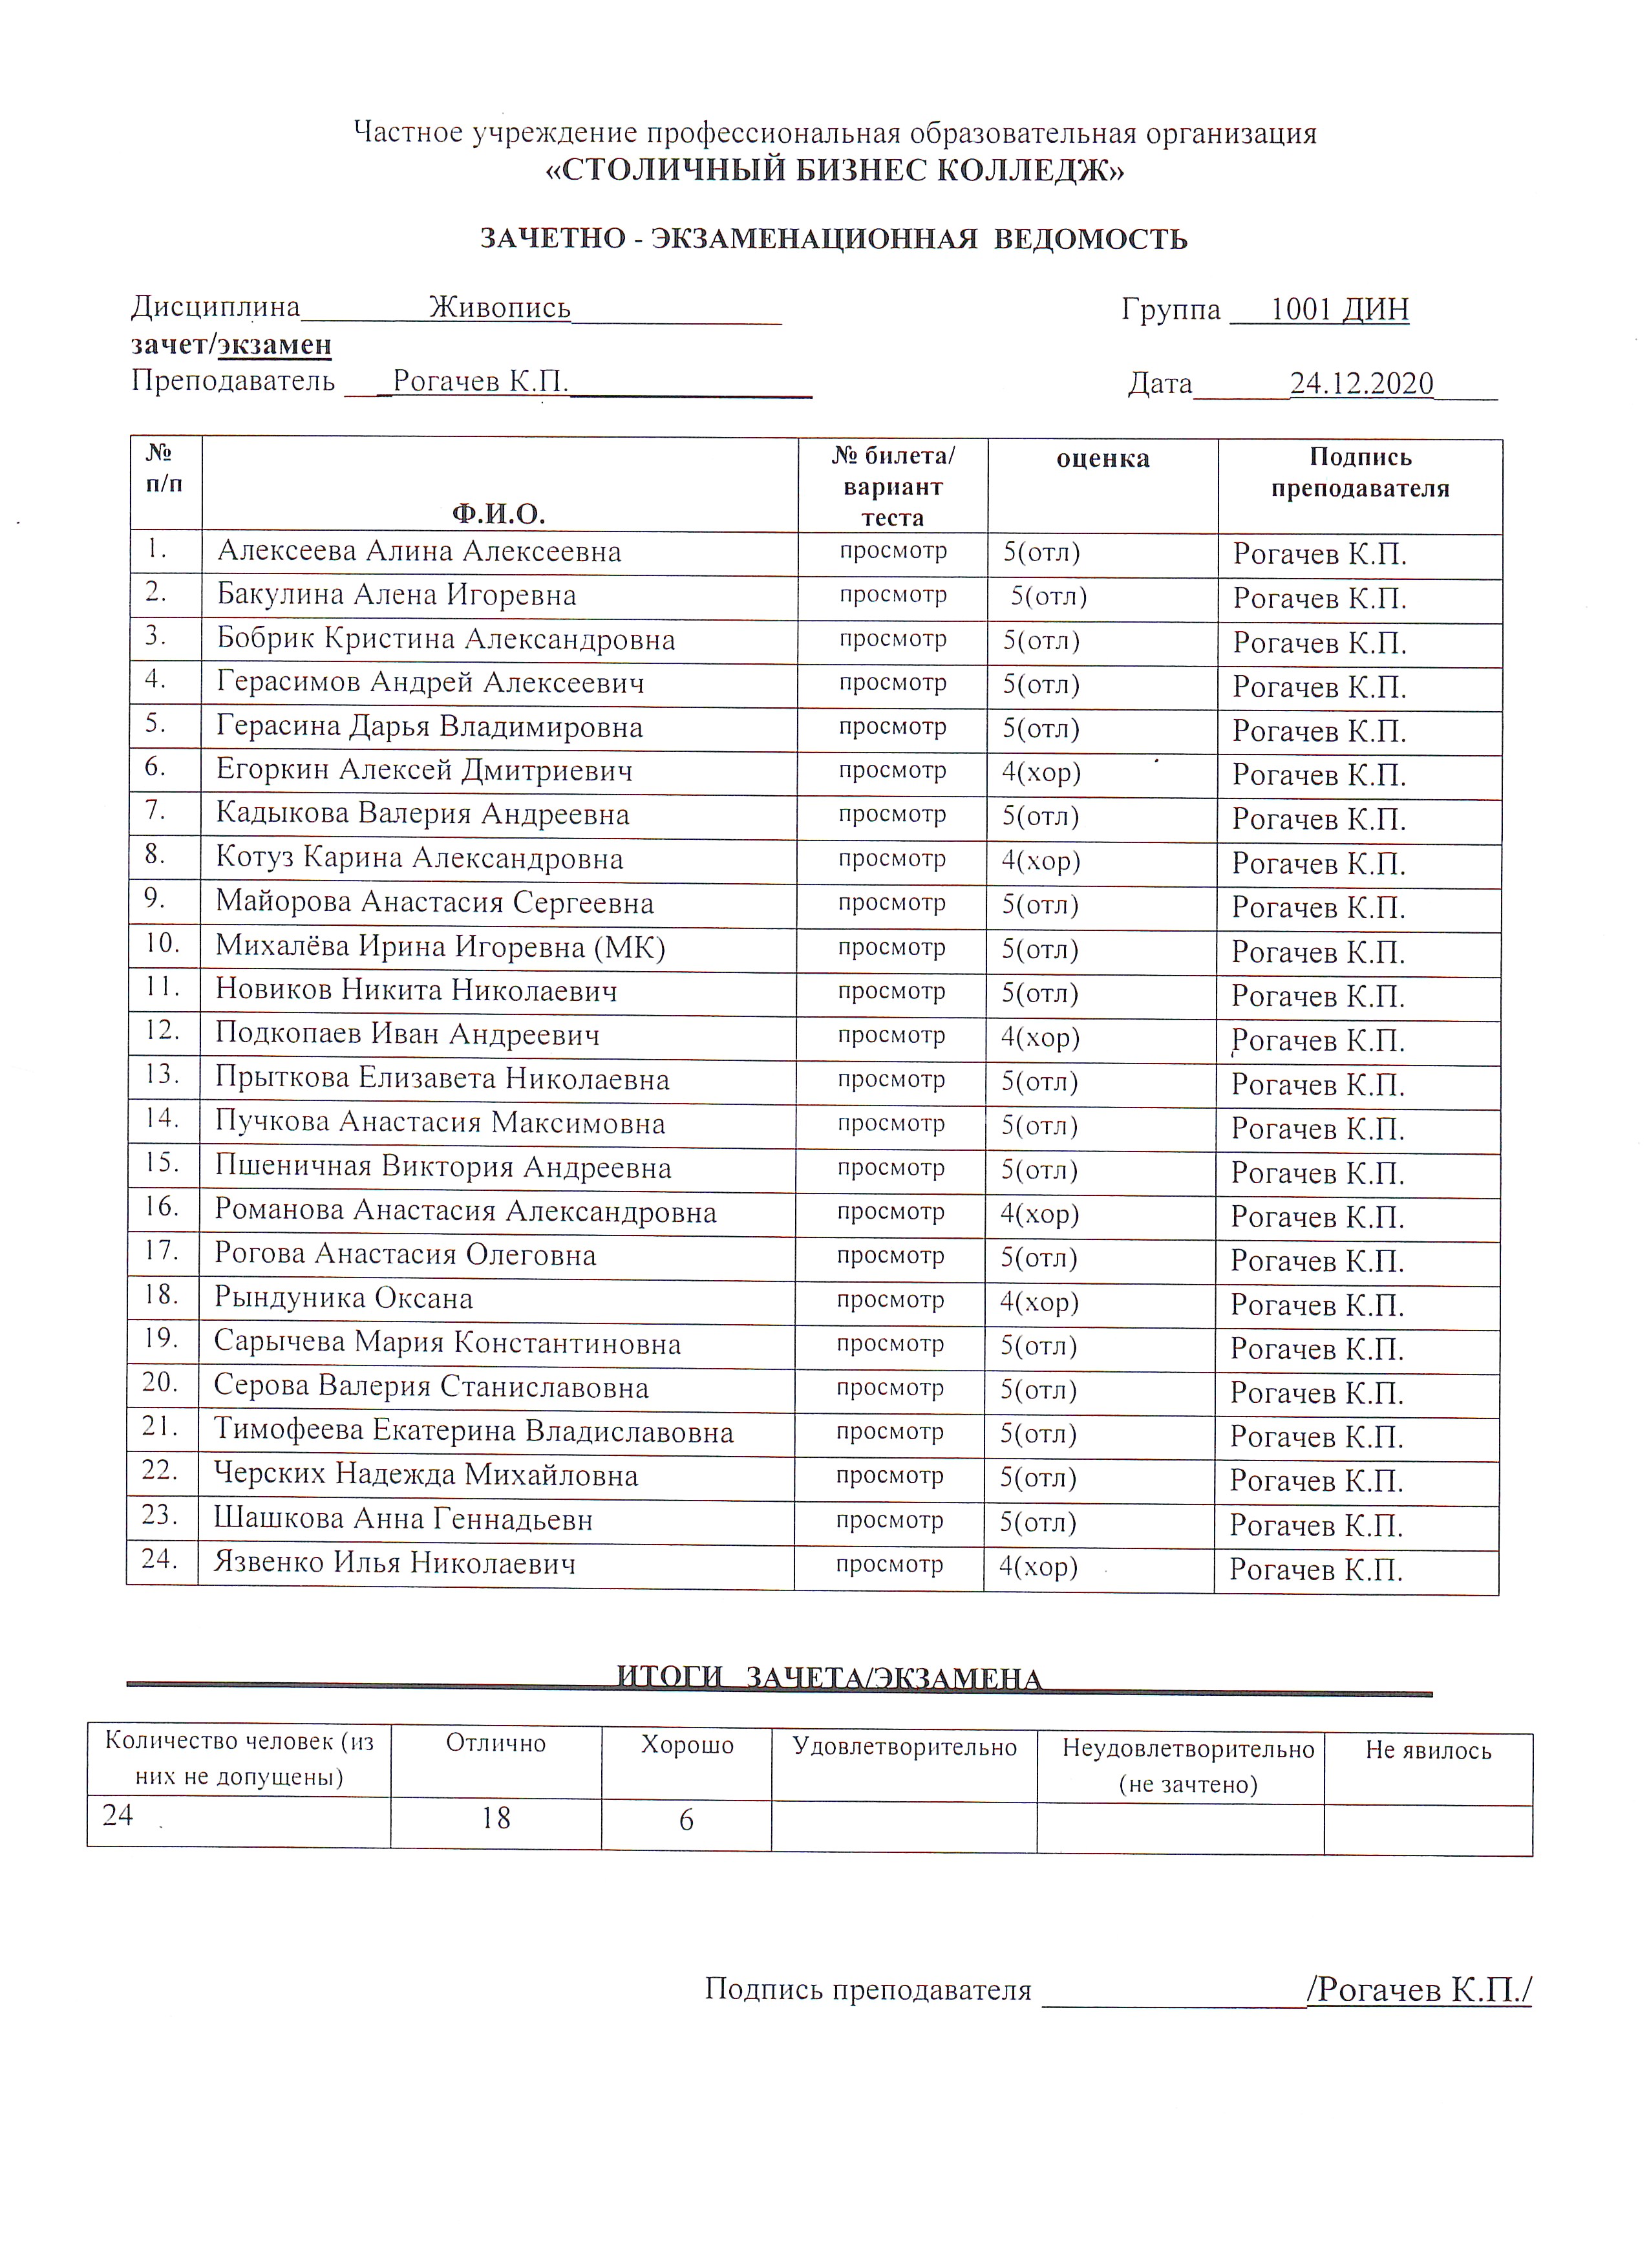 Частное учреждение профессиональная образовательная организация
«СТОЛИЧНЫЙ БИЗНЕС КОЛЛЕДЖ»
ЗАЧЕТНО - ЭКЗАМЕНАЦИОННАЯ ВЕДОМОСТЬ
Дисциплина Живопись Группа 1001 ДИН
зачет/экзамен
Преподаватель Рогачев К.П. Дата 24.12.2020
№ п/п Ф.И.О. № билета/ вариант теста оценка Подпись преподавателя
1. Алексеева Алина Алексеевна просмотр 5(отл) Рогачев К.П.
2. Бакулина Алена Игоревна просмотр 5(отл) Рогачев К.П.
3. Бобрик Кристина Александровна просмотр 5(отл) Рогачев К.П.
4. Герасимов Андрей Алексеевич просмотр 5(отл) Рогачев К.П.
5. Герасина Дарья Владимировна просмотр 5(отл) Рогачев К.П.
6. Егоркин Алексей Дмитриевич просмотр 4(хор) Рогачев К.П.
7. Кадыкова Валерия Андреевна просмотр 5(отл) Рогачев К.П.
8. Котуз Карина Александровна просмотр 4(хор) Рогачев К.П.
9. Майорова Анастасия Сергеевна просмотр 5(отл) Рогачев К.П.
10. Михалёва Ирина Игоревна (МК) просмотр 5(отл) Рогачев К.П.
11. Новиков Никита Николаевич просмотр 5(отл) Рогачев К.П.
12. Подкопаев Иван Андреевич просмотр 4(хор) Рогачев К.П.
13. Прыткова Елизавета Николаевна просмотр 5(отл) Рогачев К.П.
14. Пучкова Анастасия Максимовна просмотр 5(отл) Рогачев К.П.
15. Пшеничная Виктория Андреевна просмотр 5(отл) Рогачев К.П.
16. Романова Анастасия Александровна просмотр 4(хор) Рогачев К.П.
17. Рогова Анастасия Олеговна просмотр 5(отл) Рогачев К.П.
18. Рындуника Оксана просмотр 4(хор) Рогачев К.П.
19. Сарычева Мария Константиновна просмотр 5(отл) Рогачев К.П.
20. Серова Валерия Станиславовна просмотр 5(отл) Рогачев К.П.
21. Тимофеева Екатерина Владиславовна просмотр 5(отл) Рогачев К.П.
22. Черских Надежда Михайловна просмотр 5(отл) Рогачев К.П.
23. Шашкова Анна Геннадьевн просмотр 5(отл) Рогачев К.П.
24. Язвенко Илья Николаевич просмотр 4(хор) Рогачев К.П.
ИТОГИ ЗАЧЕТА/ЭКЗАМЕНА
Количество человек (из них не допущены) Отлично Хорошо Удовлетворительно Неудовлетворительно (не зачтено) Не явилось
24 18 6
Подпись преподавателя /Рогачев К.П./